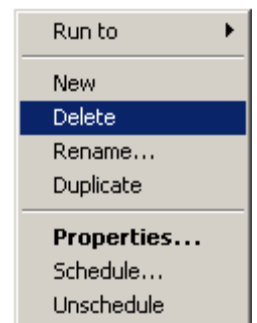 Run to
New
Delete
Rename...
Duplicate
Properties...
Schedule...
Unschedule